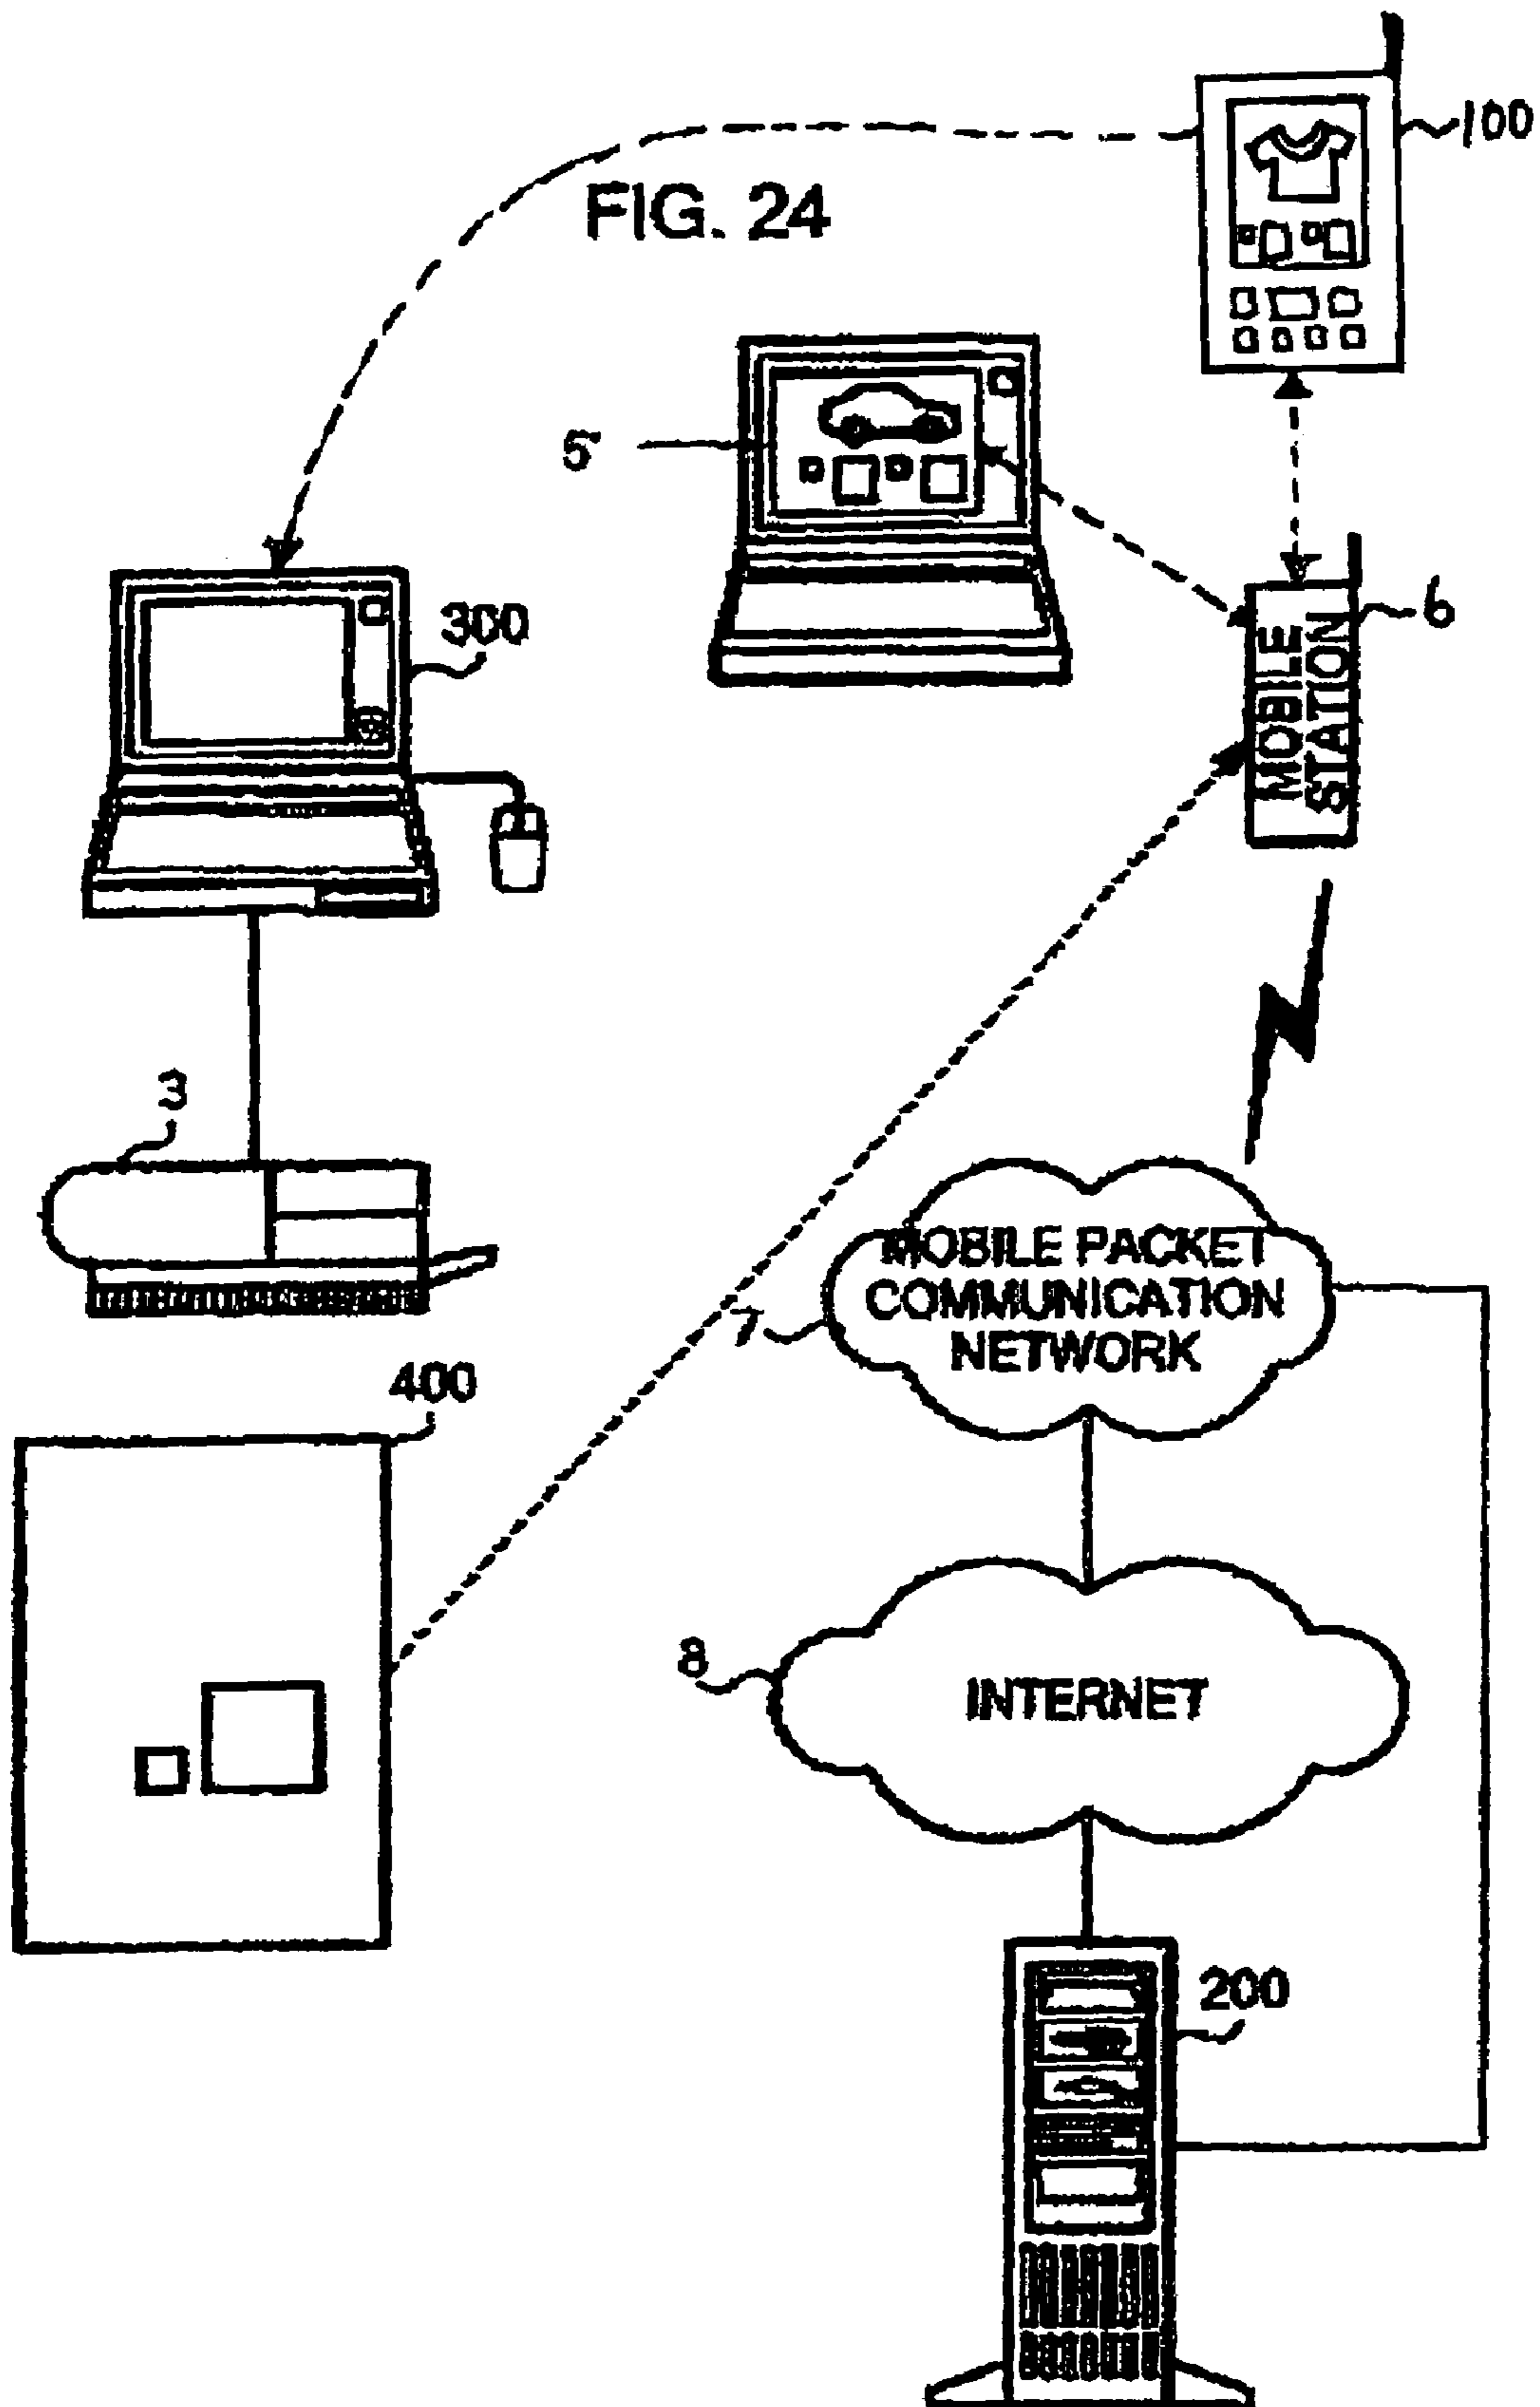 100
FIG. 24
5
300
6
MOBILE
STATION
3
MOBILE PACKET
COMMUNICATION
NETWORK
7
400
8
INTERNET
200